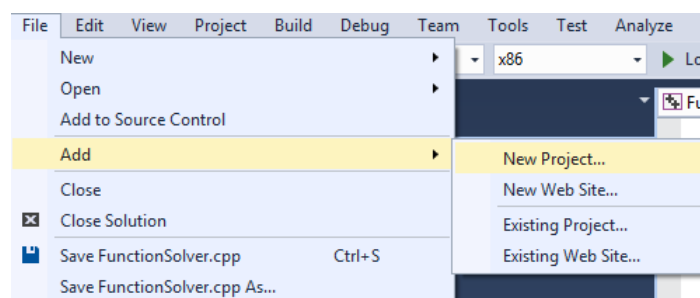 File Edit View Project Build Debug Team Tools Test Analyze
New
x86
Open
Add to Source Control
Add
New Project...
New Web Site...
Close
Close Solution
Existing Project...
Save FunctionSolver.cpp Ctrl+S
Existing Web Site...
Save FunctionSolver.cpp As...